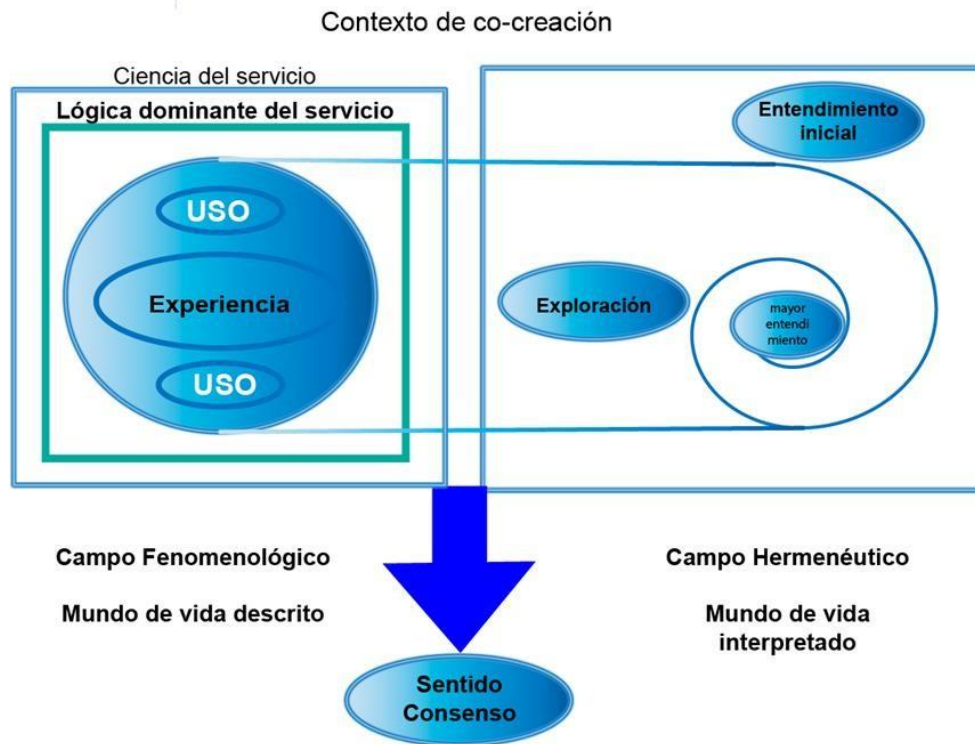 Contexto de co-creación
Ciencia del servicio
Lógica dominante del servicio
USO
Experiencia
USO
Entendimiento
inicial
Exploración
mayor
entendi
miento
Campo Fenomenológico
Mundo de vida descrito
Campo Hermenéutico
Mundo de vida
interpretado
Sentido
Consenso